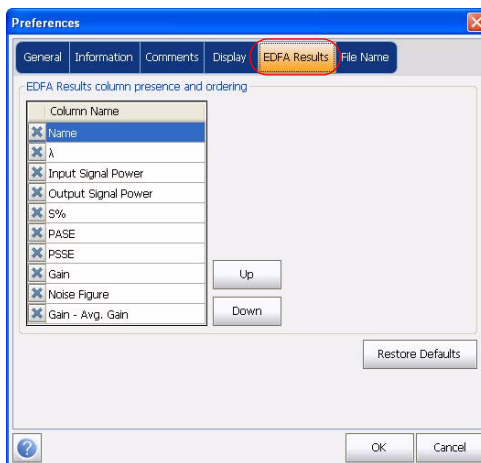 Preferences
General Information Comments Display EDFA Results File Name
EDFA Results column presence and ordering
Column Name
Name
λ
Input Signal Power
Output Signal Power
S%
PASE
PSSE
Gain
Noise Figure
Gain - Avg. Gain
Up
Down
Restore Defaults
?
OK Cancel